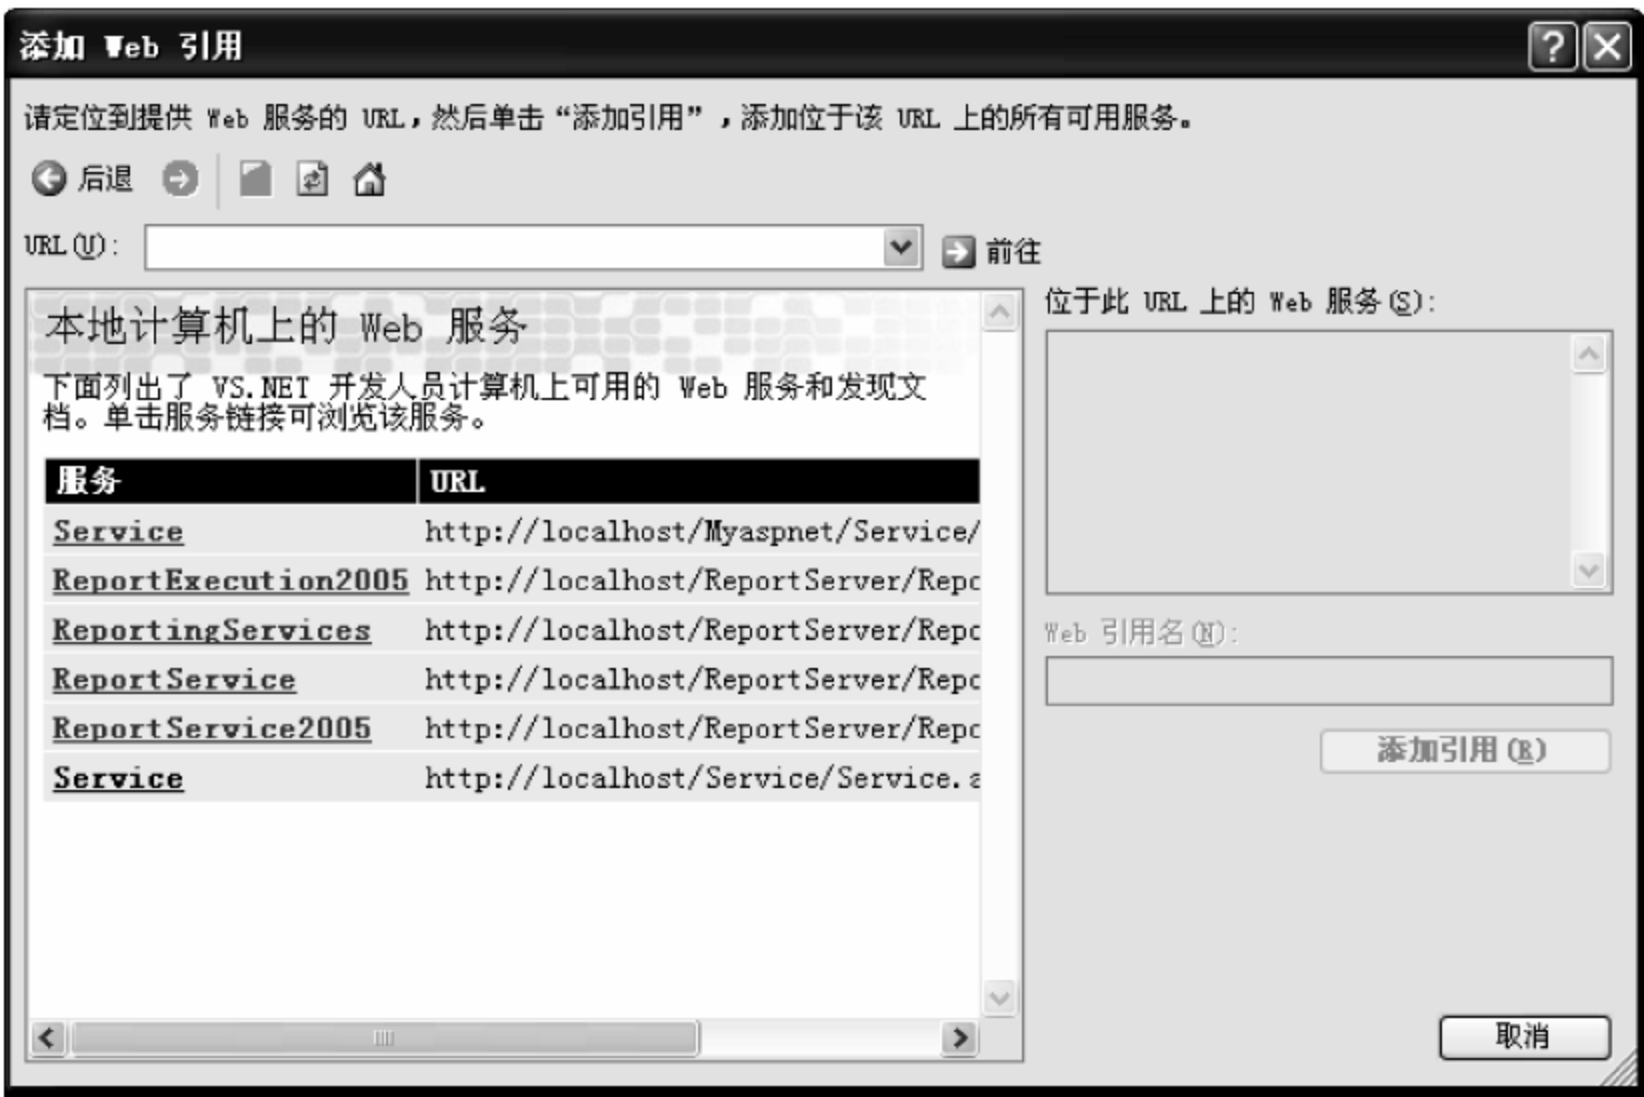 添加 Web 引用
请定位到提供 Web 服务的 URL，然后单击“添加引用”，添加位于该 URL 上的所有可用服务。
后退
URL(U):
前往
本地计算机上的 Web 服务
下面列出了 VS.NET 开发人员计算机上可用的 Web 服务和发现文
档。单击服务链接可浏览该服务。
服务 URL
Service http://localhost/Myaspnet/Service/
ReportExecution2005 http://localhost/ReportServer/Repo
ReportingServices http://localhost/ReportServer/Repo
ReportService http://localhost/ReportServer/Repo
ReportService2005 http://localhost/ReportServer/Repo
Service http://localhost/Service/Service.a
位于此 URL 上的 Web 服务(S):
Web 引用名(N):
添加引用(R)
取消